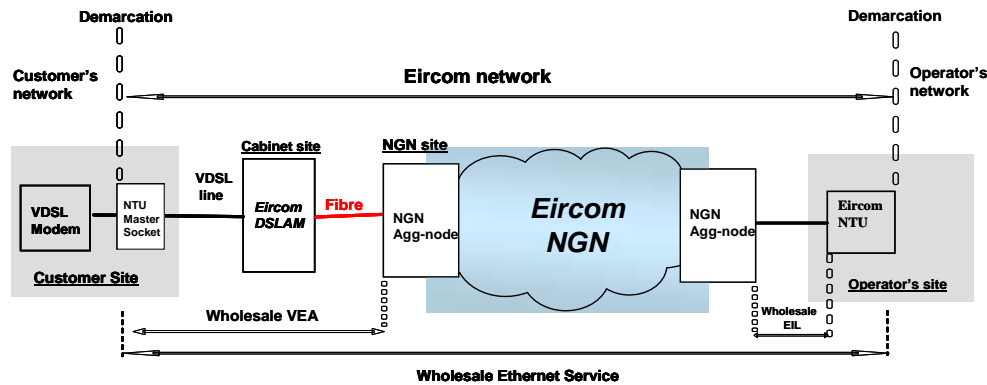 Demarcation
Demarcation
Customer's
network
Eircom network
Operator's
network
Cabinet site
NGN site
VDSL
line
VDSL
Modem
NTU
Master
Socket
Eircom
DSLAM
Fibre
NGN
Agg-node
Eircom
NGN
NGN
Agg-node
Eircom
NTU
Customer Site
Operator's site
Wholesale VEA
Wholesale
EIL
Wholesale Ethernet Service